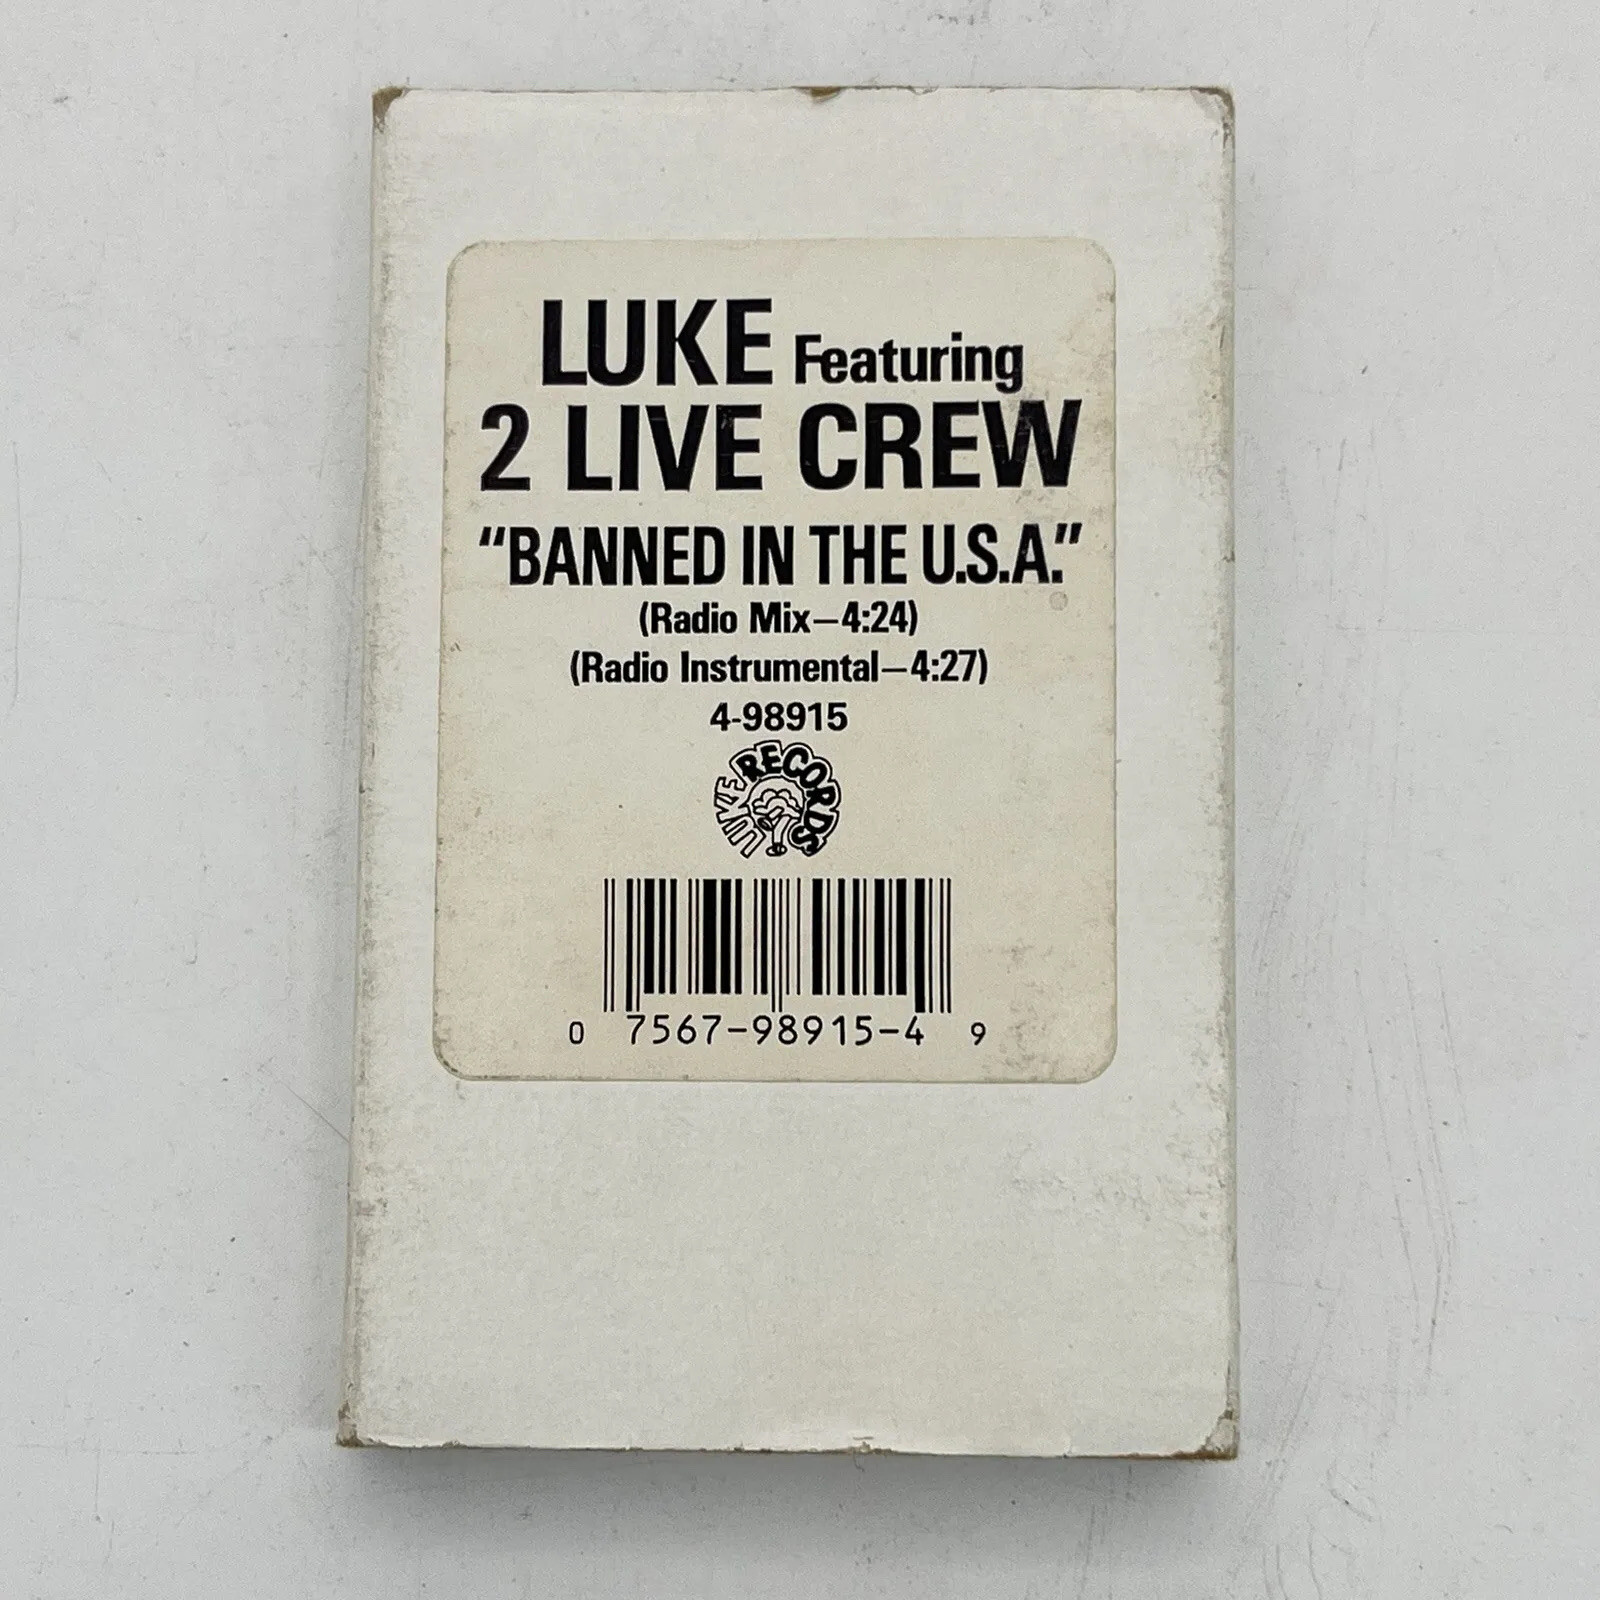 LUKE Featuring
2 LIVE CREW
"BANNED IN THE U.S.A."
(Radio Mix—4:24)
(Radio Instrumental—4:27)
4-98915
LUKE RECORDS
0 7567-98915-4 9